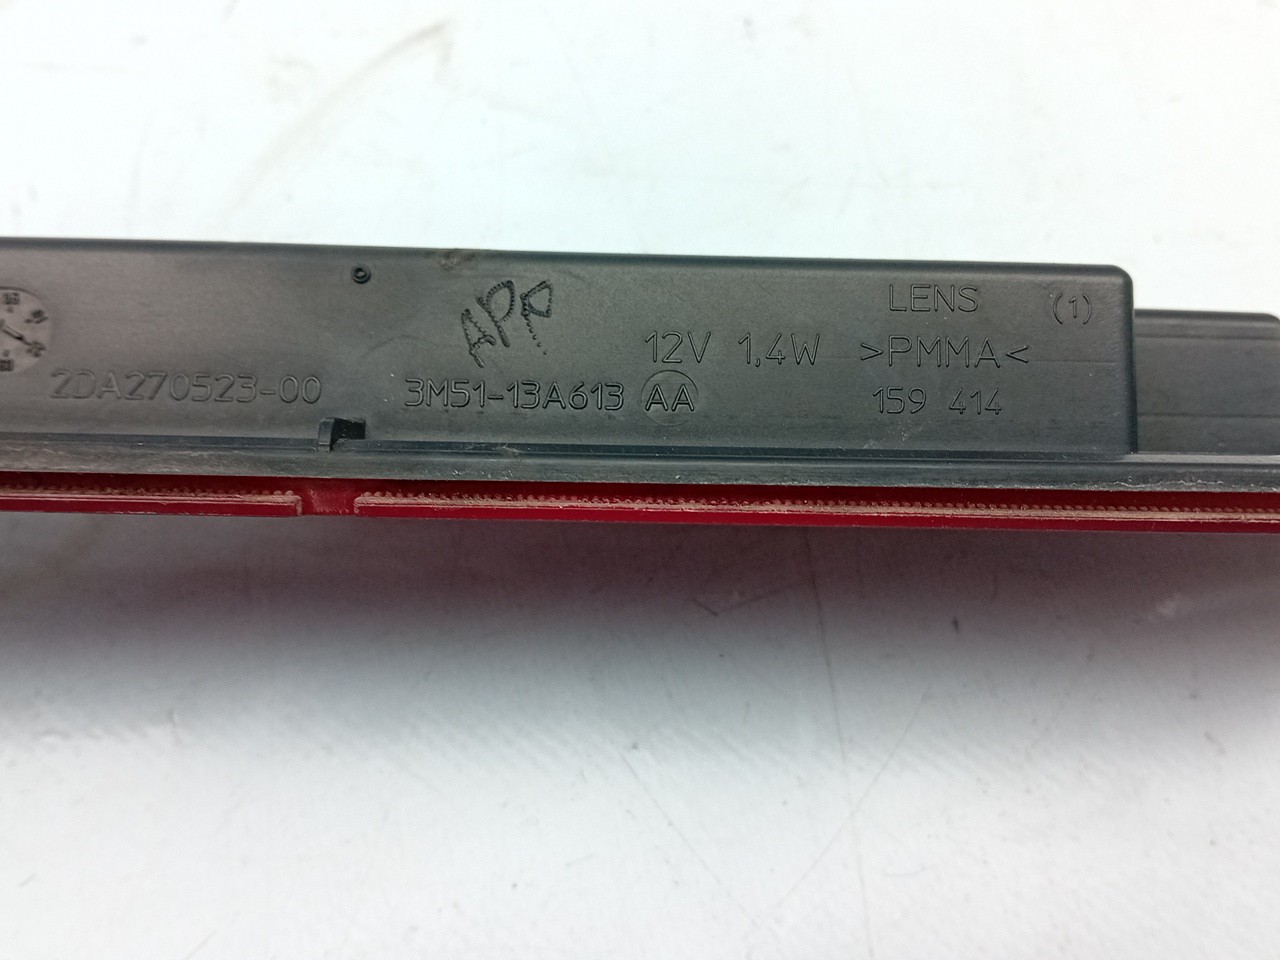 APP
LENS (1)
12V 1,4W >PMMA<
2DA270523-00 3M51-13A613 AA 159 414